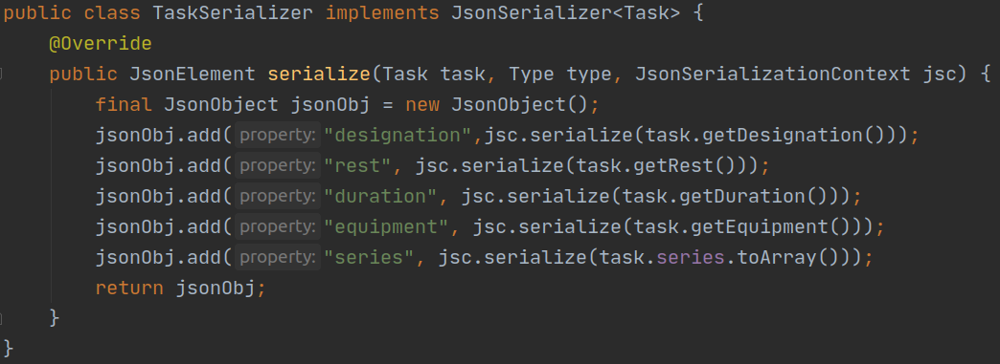 public class TaskSerializer implements JsonSerializer<Task> {
@Override
public JsonElement serialize(Task task, Type type, JsonSerializationContext jsc) {
final JsonObject jsonObj = new JsonObject();
jsonObj.add( property: "designation",jsc.serialize(task.getDesignation()));
jsonObj.add( property: "rest", jsc.serialize(task.getRest()));
jsonObj.add( property: "duration", jsc.serialize(task.getDuration()));
jsonObj.add( property: "equipment", jsc.serialize(task.getEquipment()));
jsonObj.add( property: "series", jsc.serialize(task.series.toArray()));
return jsonObj;
}
}